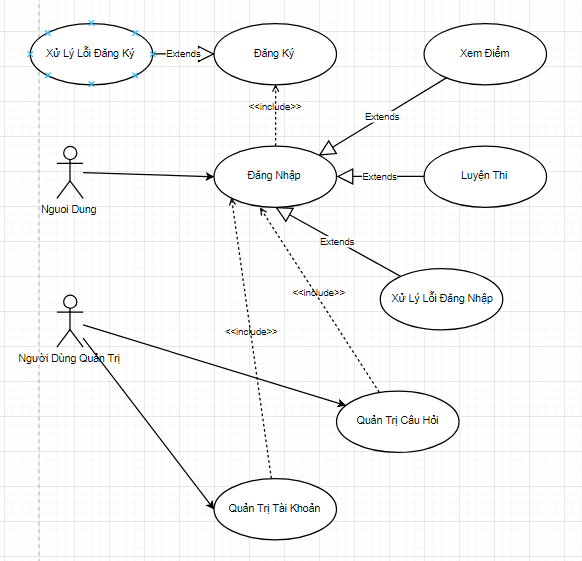 Xử Lý Lỗi Đăng Ký
Extends
Đăng Ký
Xem Điểm
<<include>>
Extends
Đăng Nhập
Extends
Luyện Thi
Nguoi Dung
Extends
<<include>>
Xử Lý Lỗi Đăng Nhập
<<include>>
Người Dùng Quản Trị
Quản Trị Câu Hỏi
Quản Trị Tài Khoản